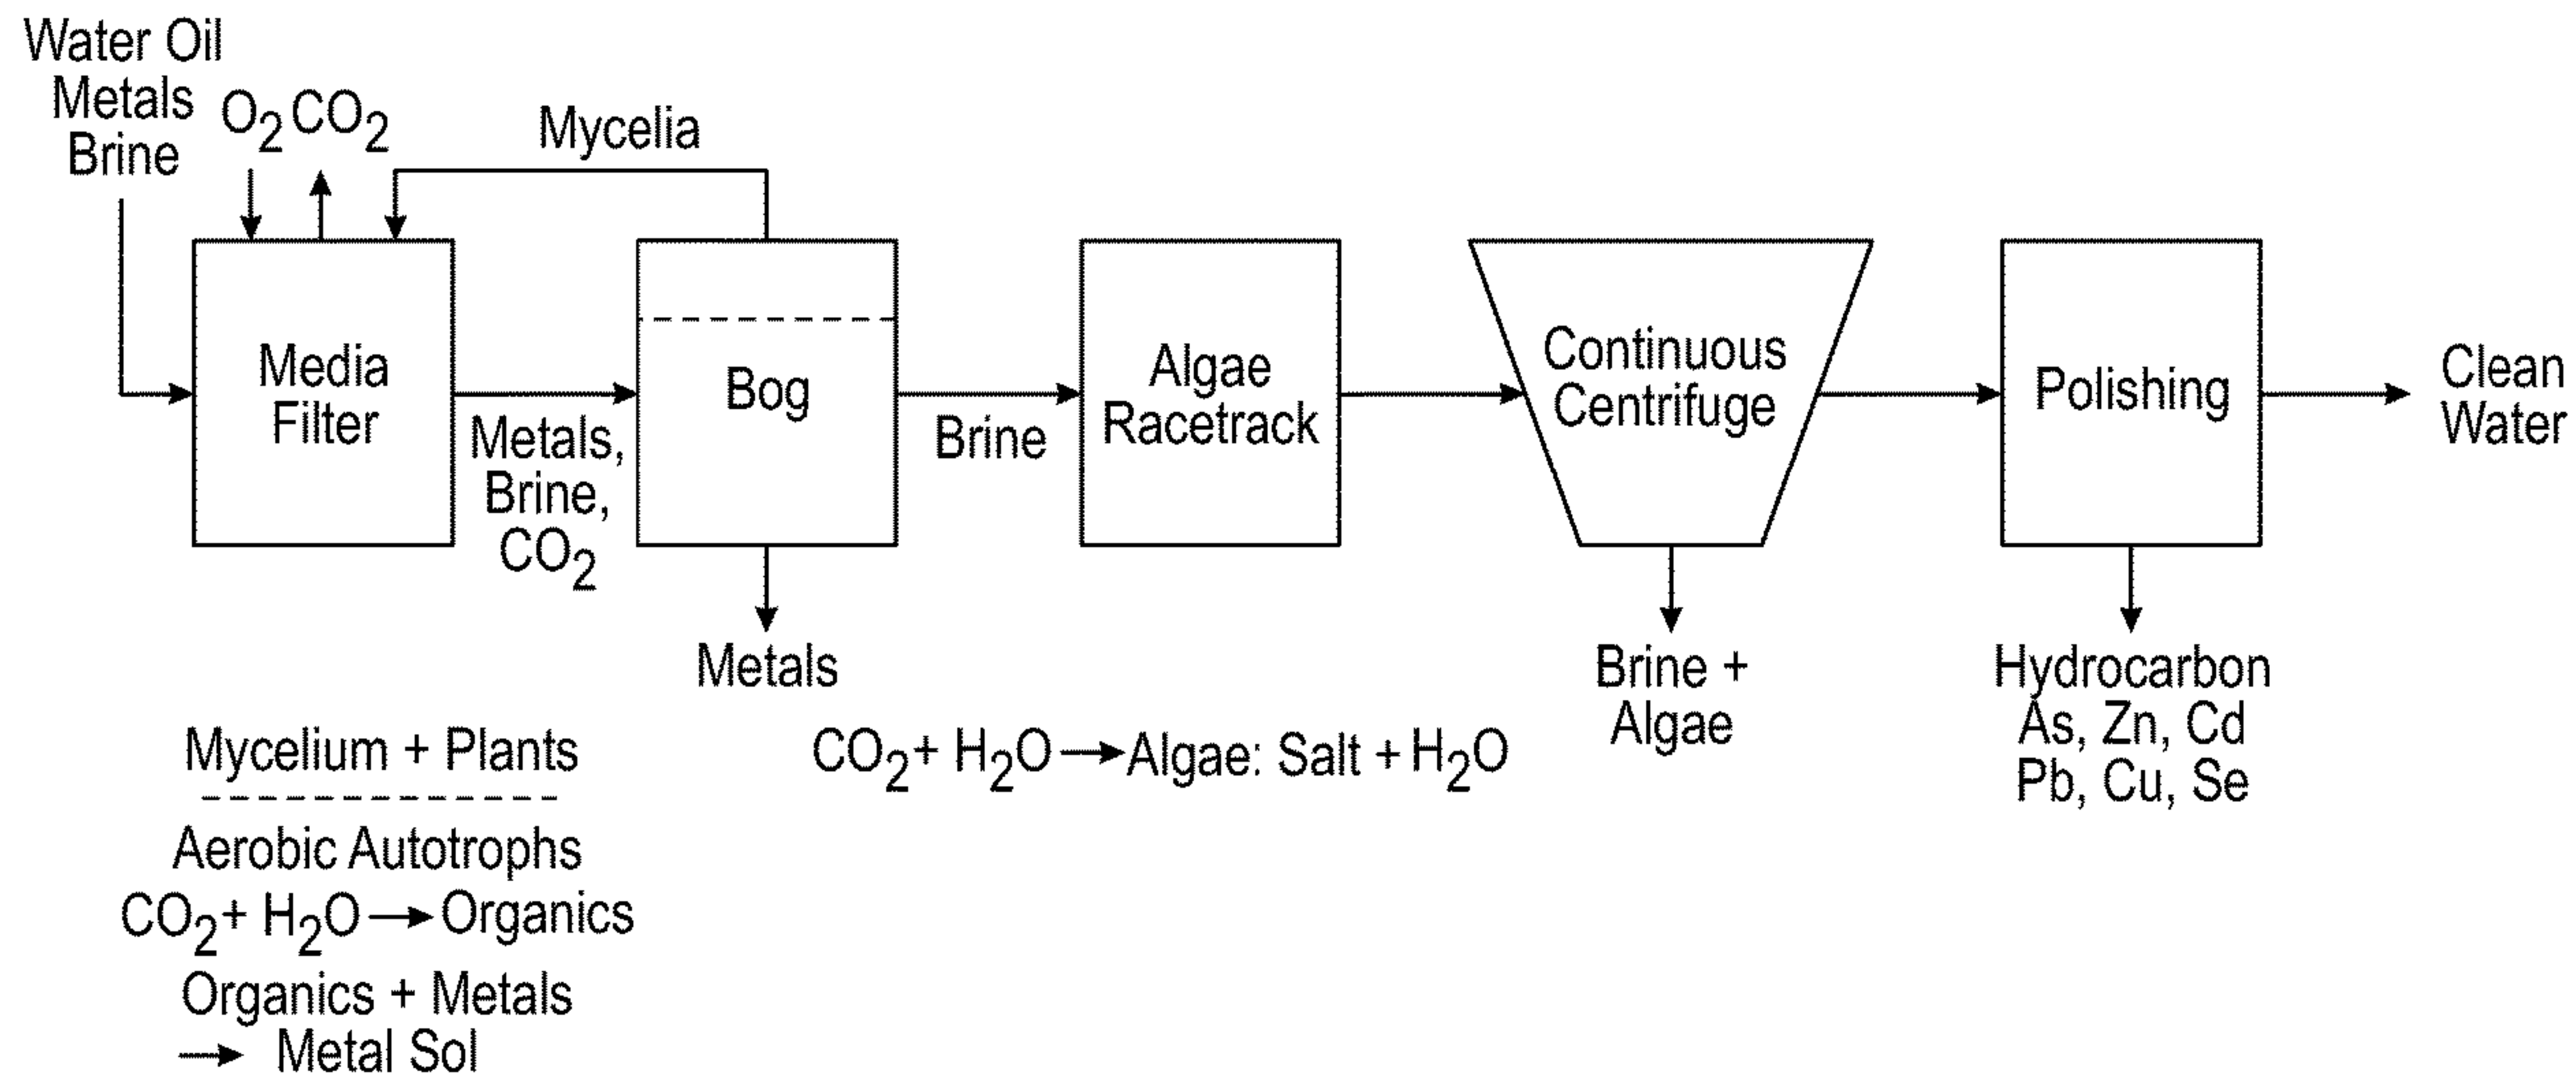 Water Oil
Metals
Brine
O2 CO2
Mycelia
Media
Filter
Metals,
Brine,
CO2
Bog
Metals
Brine
Algae
Racetrack
Continuous
Centrifuge
Brine +
Algae
Polishing
Hydrocarbon
As, Zn, Cd
Pb, Cu, Se
Clean
Water
Mycelium + Plants
Aerobic Autotrophs
CO2 + H2O → Organics
Organics + Metals
→ Metal Sol
CO2 + H2O → Algae: Salt + H2O